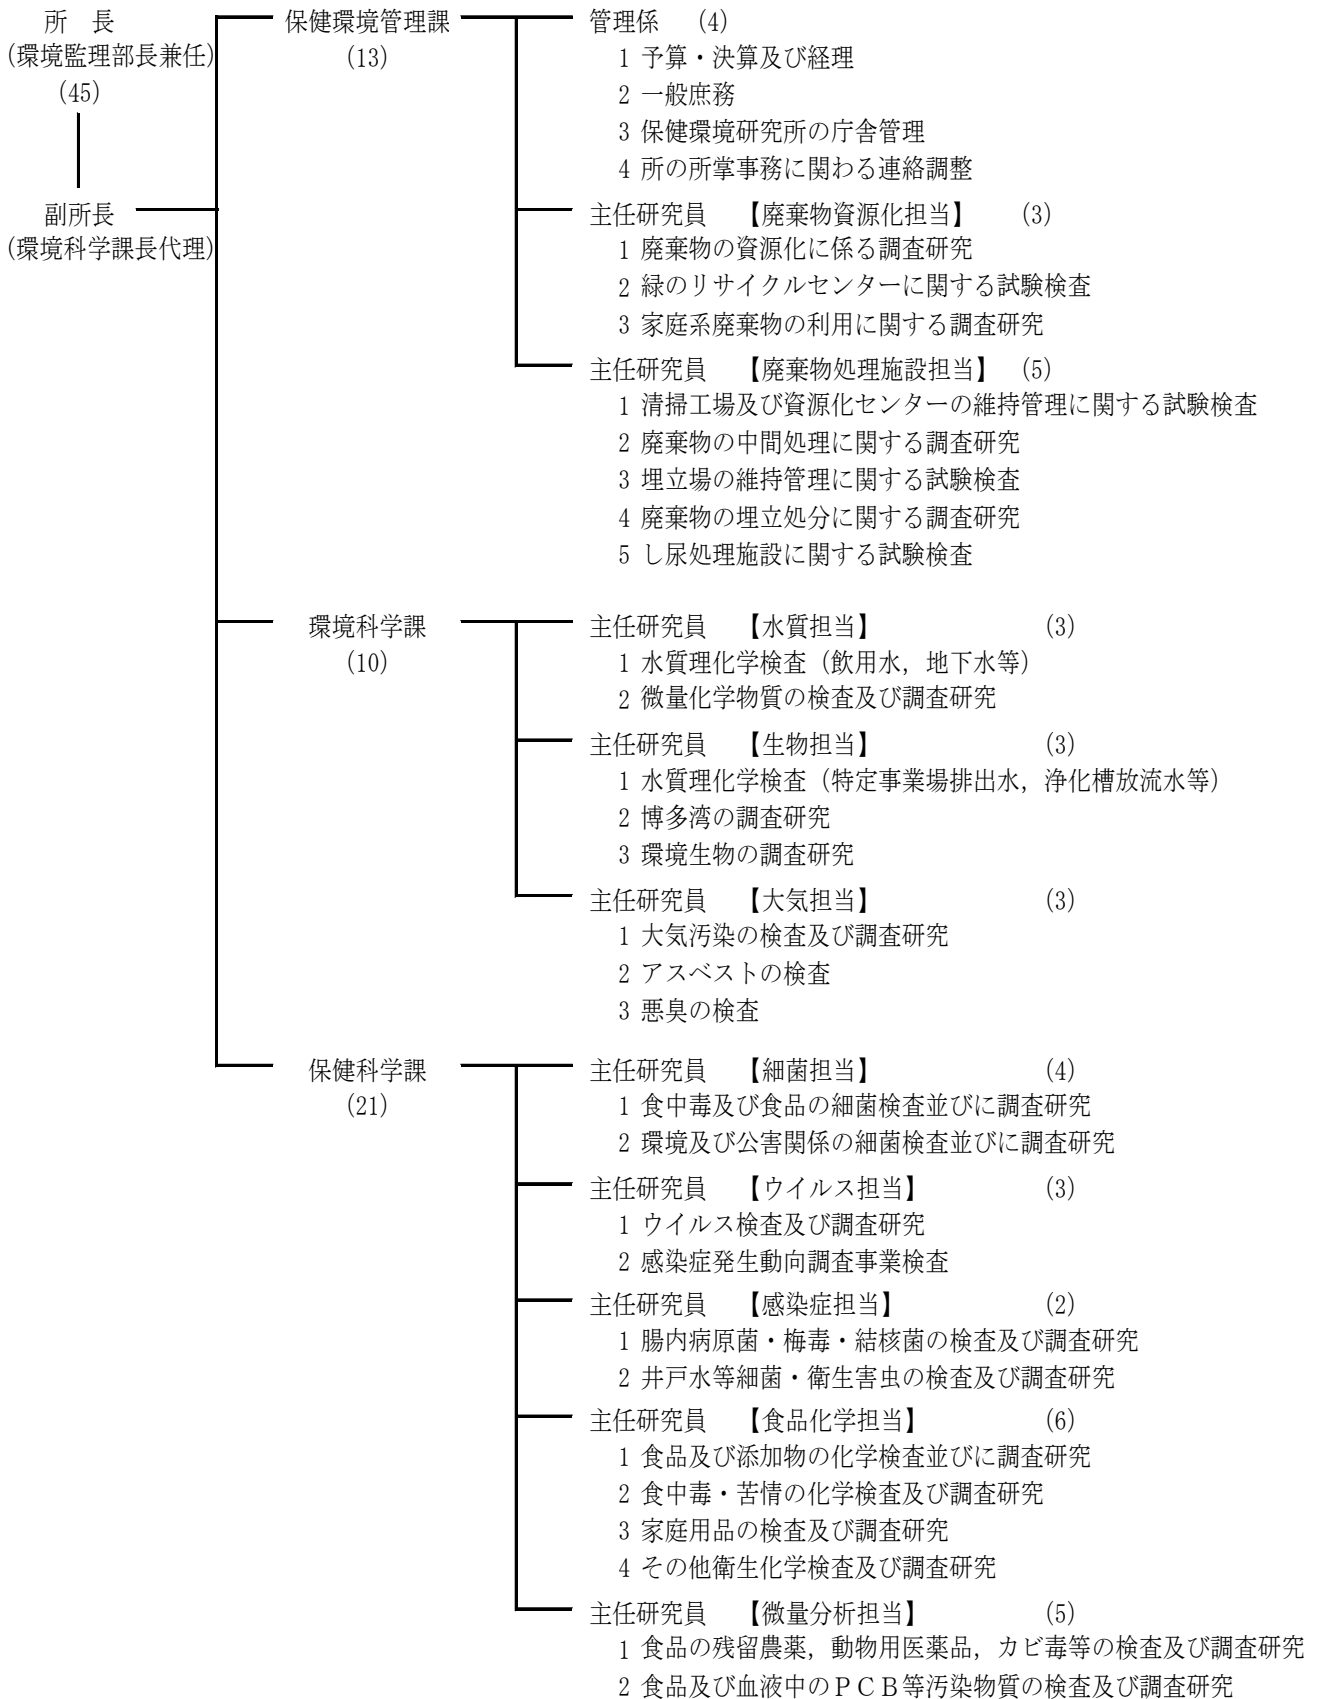 所　長
(環境監理部長兼任)
(45)
副所長
(環境科学課長代理)
保健環境管理課
(13)
管理係　(4)
1 予算・決算及び経理
2 一般庶務
3 保健環境研究所の庁舎管理
4 所の所掌事務に関わる連絡調整
主任研究員　【廃棄物資源化担当】　(3)
1 廃棄物の資源化に係る調査研究
2 緑のリサイクルセンターに関する試験検査
3 家庭系廃棄物の利用に関する調査研究
主任研究員　【廃棄物処理施設担当】　(5)
1 清掃工場及び資源化センターの維持管理に関する試験検査
2 廃棄物の中間処理に関する調査研究
3 埋立場の維持管理に関する試験検査
4 廃棄物の埋立処分に関する調査研究
5 し尿処理施設に関する試験検査
環境科学課
(10)
主任研究員　【水質担当】　(3)
1 水質理化学検査（飲用水，地下水等）
2 微量化学物質の検査及び調査研究
主任研究員　【生物担当】　(3)
1 水質理化学検査（特定事業場排出水，浄化槽放流水等）
2 博多湾の調査研究
3 環境生物の調査研究
主任研究員　【大気担当】　(3)
1 大気汚染の検査及び調査研究
2 アスベストの検査
3 悪臭の検査
保健科学課
(21)
主任研究員　【細菌担当】　(4)
1 食中毒及び食品の細菌検査並びに調査研究
2 環境及び公害関係の細菌検査並びに調査研究
主任研究員　【ウイルス担当】　(3)
1 ウイルス検査及び調査研究
2 感染症発生動向調査事業検査
主任研究員　【感染症担当】　(2)
1 腸内病原菌・梅毒・結核菌の検査及び調査研究
2 井戸水等細菌・衛生害虫の検査及び調査研究
主任研究員　【食品化学担当】　(6)
1 食品及び添加物の化学検査並びに調査研究
2 食中毒・苦情の化学検査及び調査研究
3 家庭用品の検査及び調査研究
4 その他衛生化学検査及び調査研究
主任研究員　【微量分析担当】　(5)
1 食品の残留農薬，動物用医薬品，カビ毒等の検査及び調査研究
2 食品及び血液中のＰＣＢ等汚染物質の検査及び調査研究